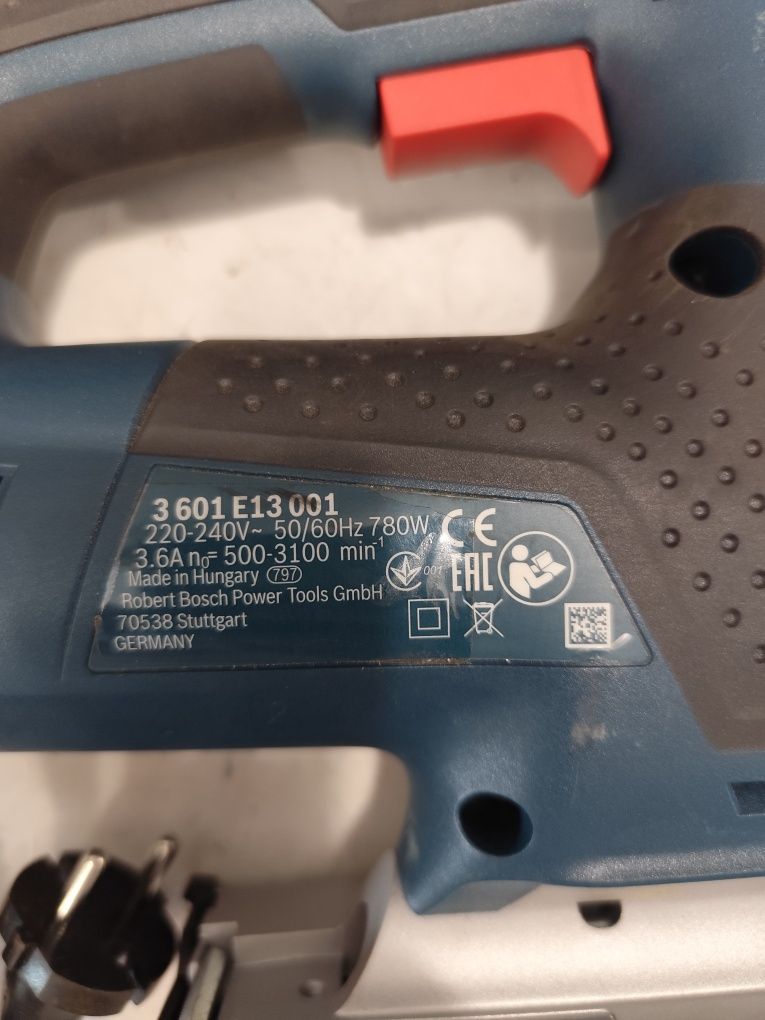 3 601 E13 001
220-240V~ 50/60Hz 780W
3.6A n₀= 500-3100 min⁻¹
Made in Hungary 797
Robert Bosch Power Tools GmbH
70538 Stuttgart
GERMANY
CE
001
EAC